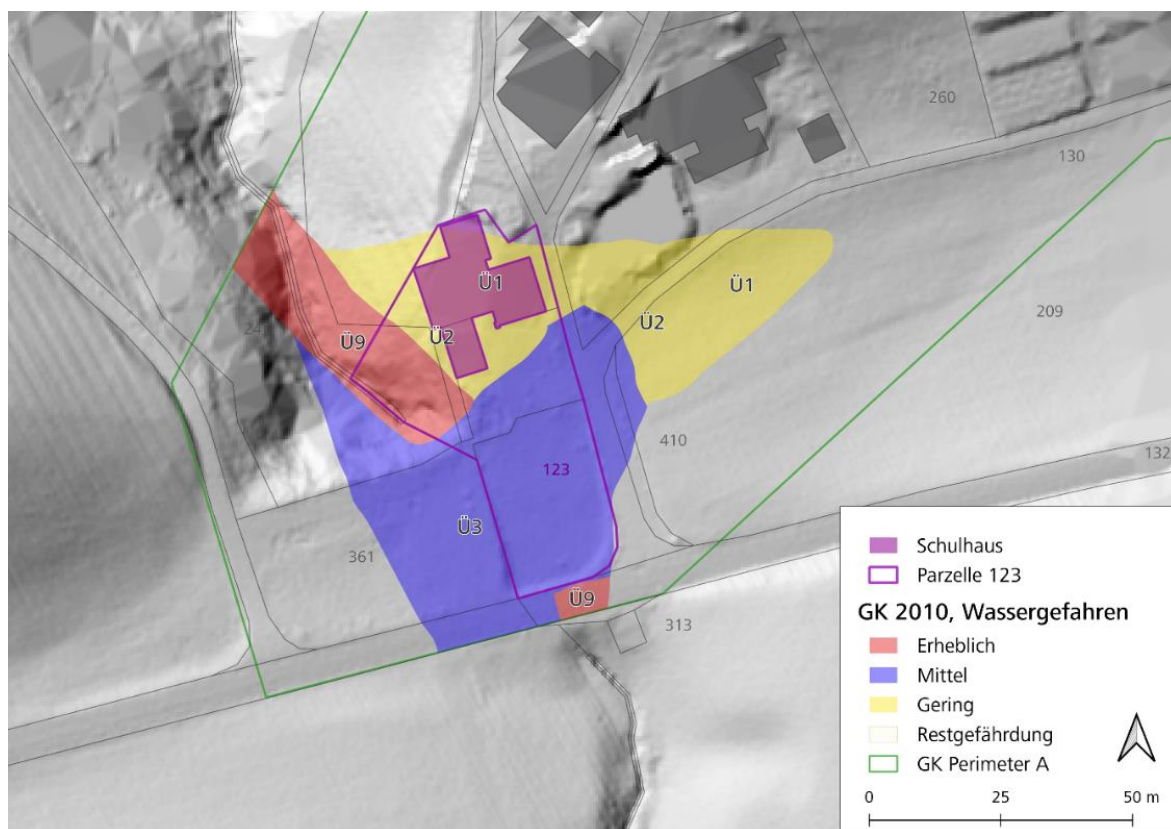 260
130
Ü1
Ü1
Ü2
209
24
Ü9
Ü2
410
132
123
Ü3
361
Ü9
313
Schulhaus
Parzelle 123
GK 2010, Wassergefahren
Erheblich
Mittel
Gering
Restgefährdung
GK Perimeter A
0 25 50 m